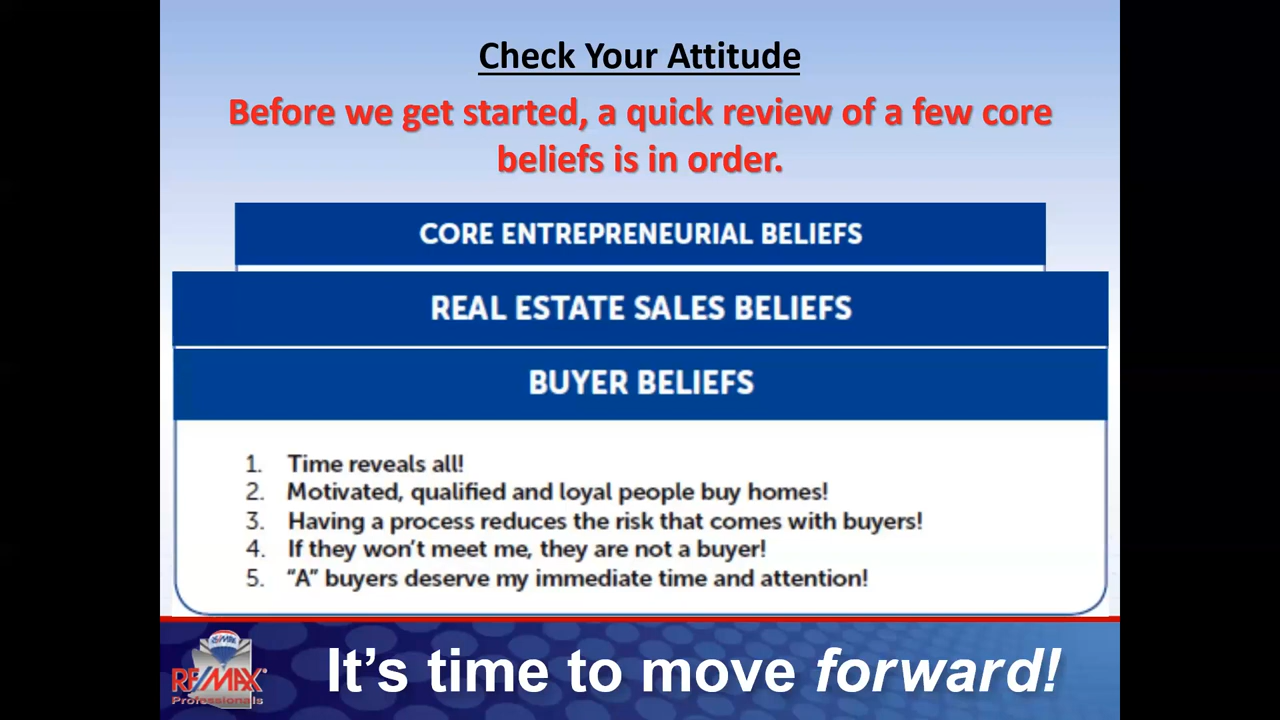 Check Your Attitude
Before we get started, a quick review of a few core
beliefs is in order.
CORE ENTREPRENEURIAL BELIEFS
REAL ESTATE SALES BELIEFS
BUYER BELIEFS
1. Time reveals all!
2. Motivated, qualified and loyal people buy homes!
3. Having a process reduces the risk that comes with buyers!
4. If they won't meet me, they are not a buyer!
5. “A” buyers deserve my immediate time and attention!
RE/MAX
RE/MAX
Professionals
It’s time to move forward!